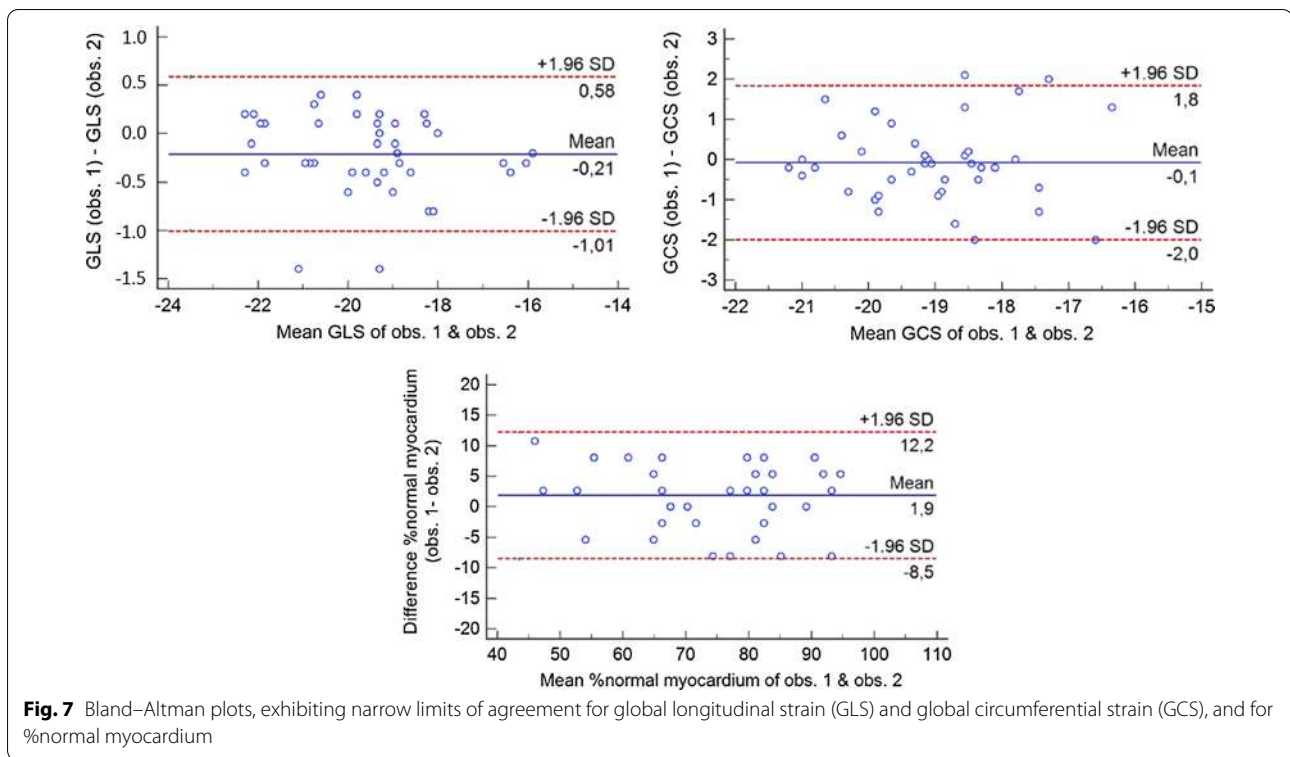 1.0
0.5
0.0
-0.5
-1.0
-1.5
GLS (obs. 1) - GLS (obs. 2)
+1.96 SD
0,58
Mean
-0,21
-1.96 SD
-1,01
-24 -22 -20 -18 -16 -14
Mean GLS of obs. 1 & obs. 2
3
2
1
0
-1
-2
-3
GCS (obs. 1) - GCS (obs. 2)
+1.96 SD
1,8
Mean
-0,1
-1.96 SD
-2,0
-22 -21 -20 -19 -18 -17 -16 -15
Mean GCS of obs. 1 & obs. 2
20
15
10
5
0
-5
-10
-15
-20
Difference %normal myocardium
(obs. 1- obs. 2)
+1.96 SD
12,2
Mean
1,9
-1.96 SD
-8,5
40 50 60 70 80 90 100 110
Mean %normal myocardium of obs. 1 & obs. 2
Fig. 7 Bland–Altman plots, exhibiting narrow limits of agreement for global longitudinal strain (GLS) and global circumferential strain (GCS), and for
%normal myocardium